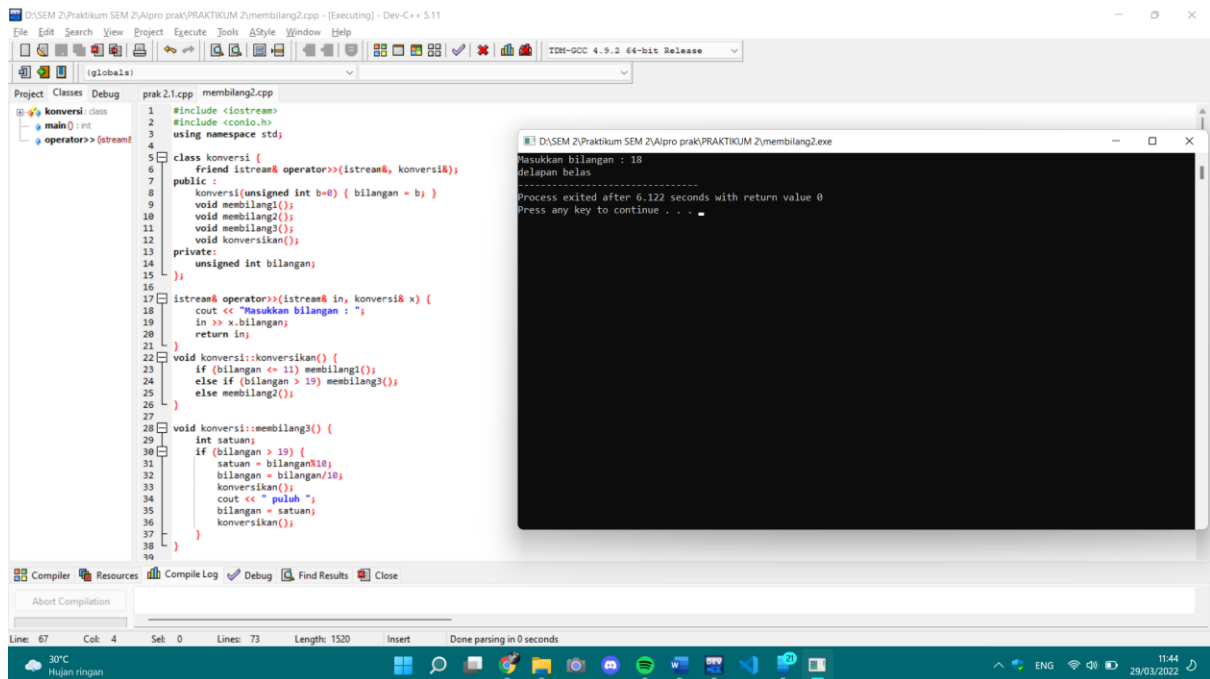 D:\SEM 2\Praktikum SEM 2\Alpro prak\PRAKTIKUM 2\membilang2.cpp - [Executing] - Dev-C++ 5.11
File Edit Search View Project Execute Tools AStyle Window Help
TDM-GCC 4.9.2 64-bit Release
(globals)
Project Classes Debug
prak 2.1.cpp membilang2.cpp
konversi : class
main () : int
operator>> (istream&
1 #include <iostream>
2 #include <conio.h>
3 using namespace std;
4
5 class konversi {
6 friend istream& operator>>(istream&, konversi&);
7 public :
8 konversi(unsigned int b=0) { bilangan = b; }
9 void membilang1();
10 void membilang2();
11 void membilang3();
12 void konversikan();
13 private:
14 unsigned int bilangan;
15 };
16
17 istream& operator>>(istream& in, konversi& x) {
18 cout << "Masukkan bilangan : ";
19 in >> x.bilangan;
20 return in;
21 }
22 void konversi::konversikan() {
23 if (bilangan <= 11) membilang1();
24 else if (bilangan > 19) membilang3();
25 else membilang2();
26 }
27
28 void konversi::membilang3() {
29 int satuan;
30 if (bilangan > 19) {
31 satuan = bilangan%10;
32 bilangan = bilangan/10;
33 konversikan();
34 cout << " puluh ";
35 bilangan = satuan;
36 konversikan();
37 }
38 }
39
D:\SEM 2\Praktikum SEM 2\Alpro prak\PRAKTIKUM 2\membilang2.exe
Masukkan bilangan : 18
delapan belas
--------------------------------
Process exited after 6.122 seconds with return value 0
Press any key to continue . . .
Compiler Resources Compile Log Debug Find Results Close
Abort Compilation
Line: 67 Col: 4 Sel: 0 Lines: 73 Length: 1520 Insert Done parsing in 0 seconds
30°C
Hujan ringan
21
ENG
11:44
29/03/2022